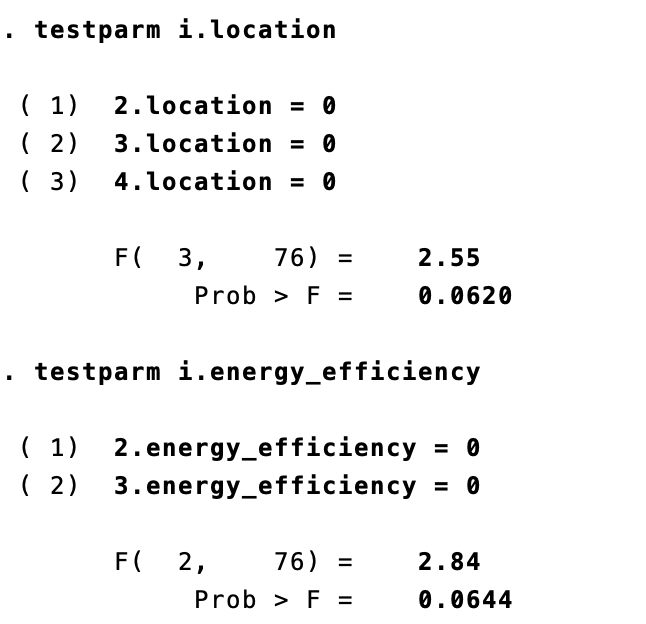 . testparm i.location
( 1) 2.location = 0
( 2) 3.location = 0
( 3) 4.location = 0
F( 3, 76) = 2.55
Prob > F = 0.0620
. testparm i.energy_efficiency
( 1) 2.energy_efficiency = 0
( 2) 3.energy_efficiency = 0
F( 2, 76) = 2.84
Prob > F = 0.0644